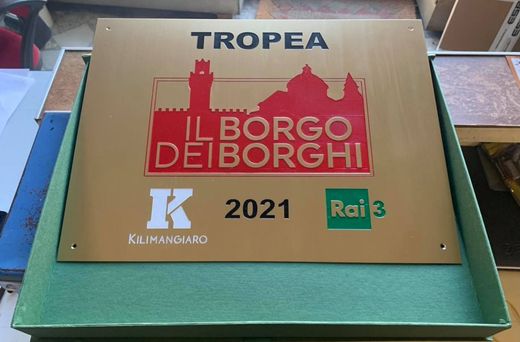 TROPEA
IL BORGO
DEI BORGHI
K 2021 Rai 3
KILIMANGIARO